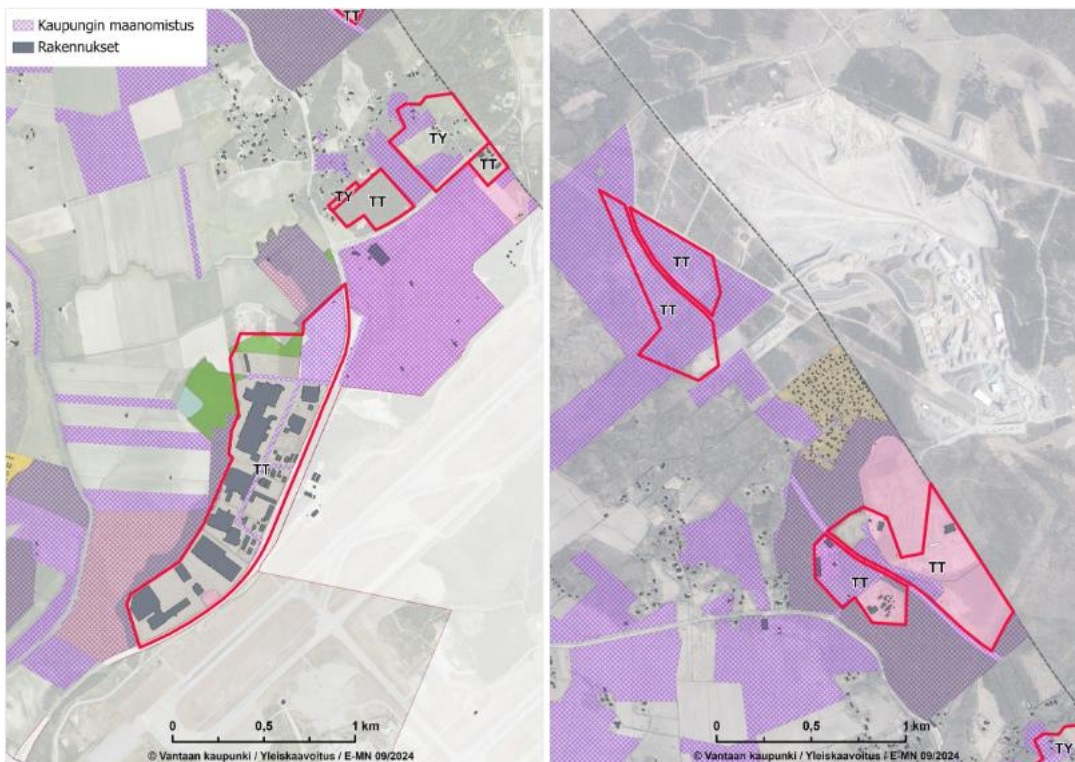 Kaupungin maanomistus
Rakennukset
TT
TY
TT
TY
TT
TT
0 0,5 1 km
© Vantaan kaupunki / Yleiskaavoitus / E-MN 09/2024
TT
TT
TT
TT
0 0,5 1 km
© Vantaan kaupunki / Yleiskaavoitus / E-MN 09/2024
TY